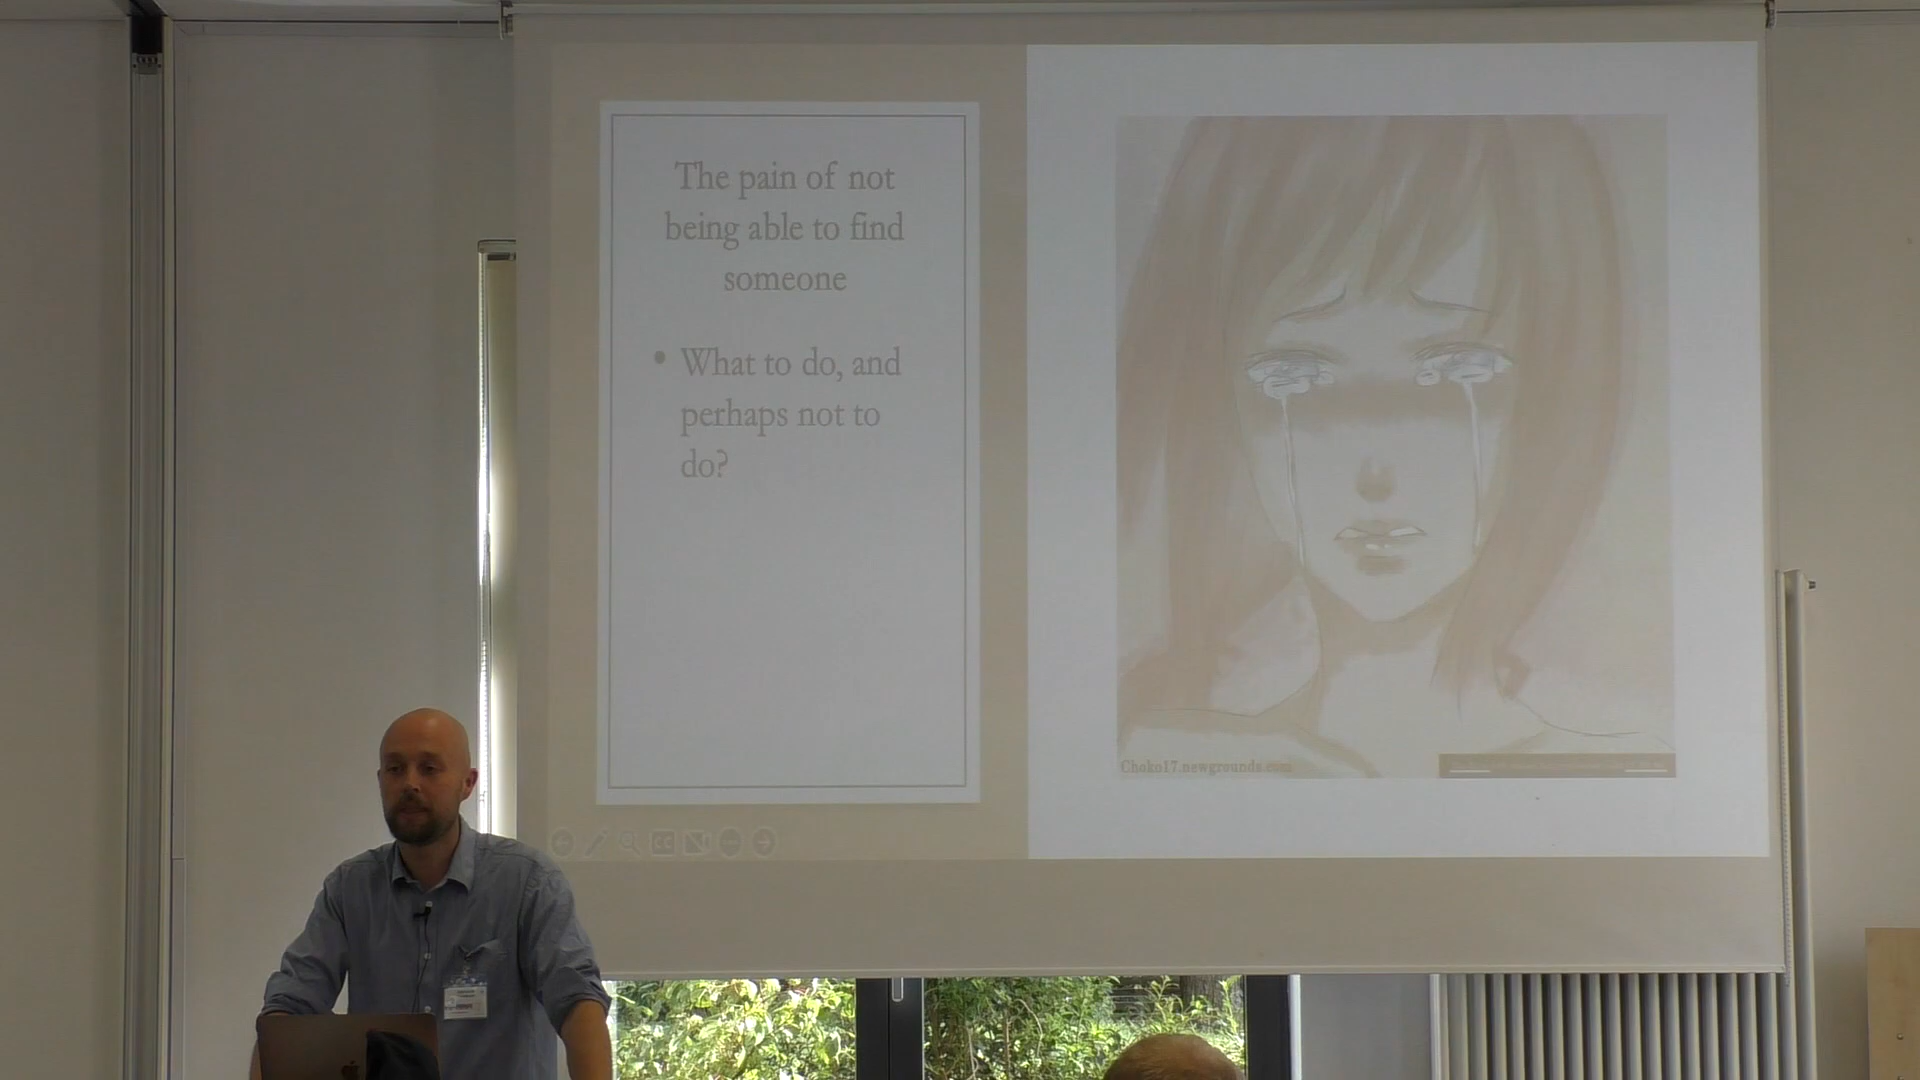 The pain of not
being able to find
someone
• What to do, and
perhaps not to
do?
Choko17.newgrounds.com
CC